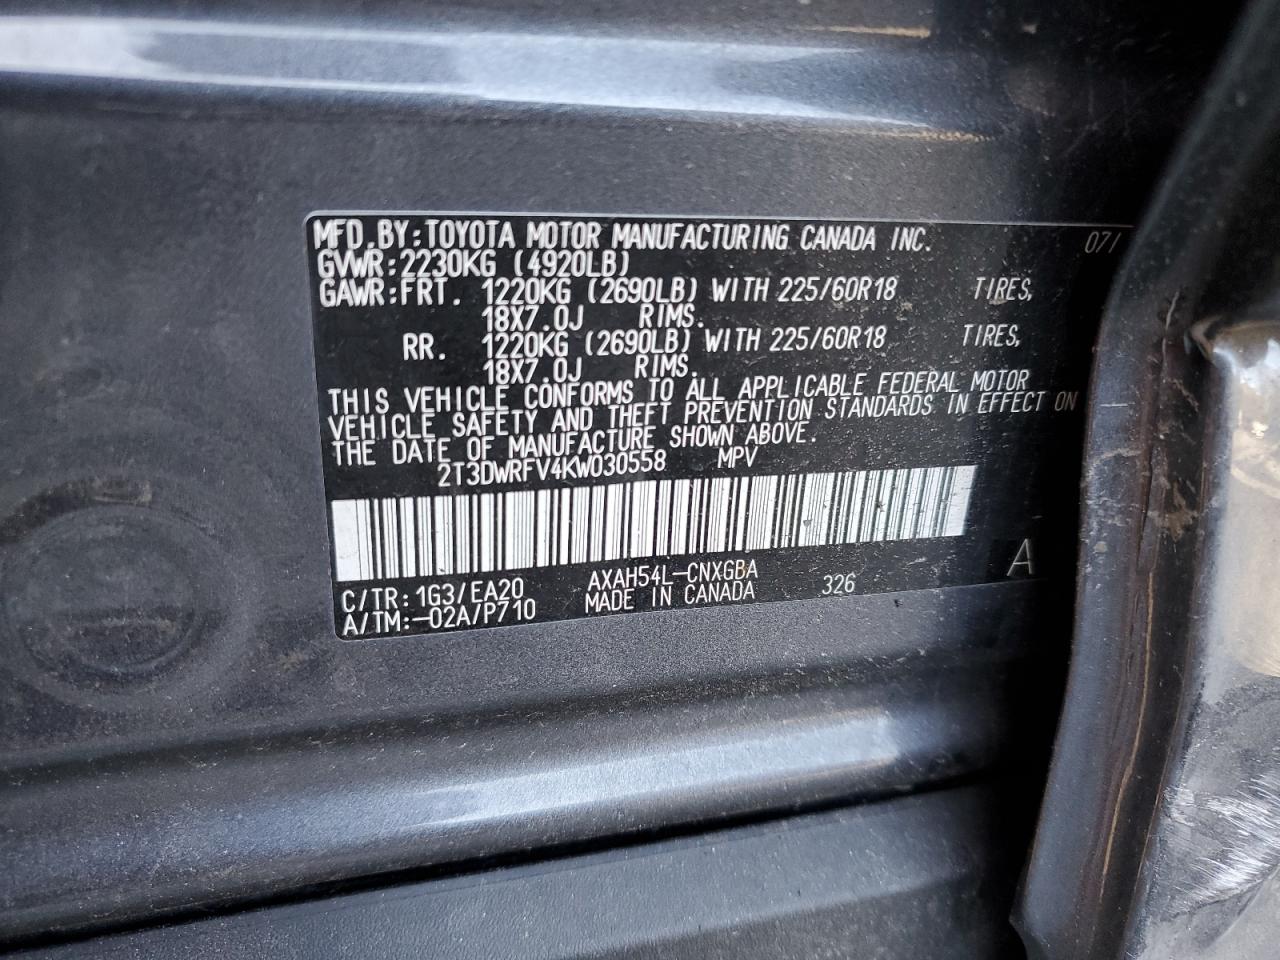 MFD.BY:TOYOTA MOTOR MANUFACTURING CANADA INC. 07/
GVWR:2230KG (4920LB)
GAWR:FRT. 1220KG (2690LB) WITH 225/60R18 TIRES,
18X7.0J RIMS.
RR. 1220KG (2690LB) WITH 225/60R18 TIRES,
18X7.0J RIMS.
THIS VEHICLE CONFORMS TO ALL APPLICABLE FEDERAL MOTOR
VEHICLE SAFETY AND THEFT PREVENTION STANDARDS IN EFFECT ON
THE DATE OF MANUFACTURE SHOWN ABOVE.
2T3DWRFV4KW030558 MPV
C/TR:1G3/EA20 AXAH54L-CNXGBA 326 A
A/TM:-02A/P710 MADE IN CANADA